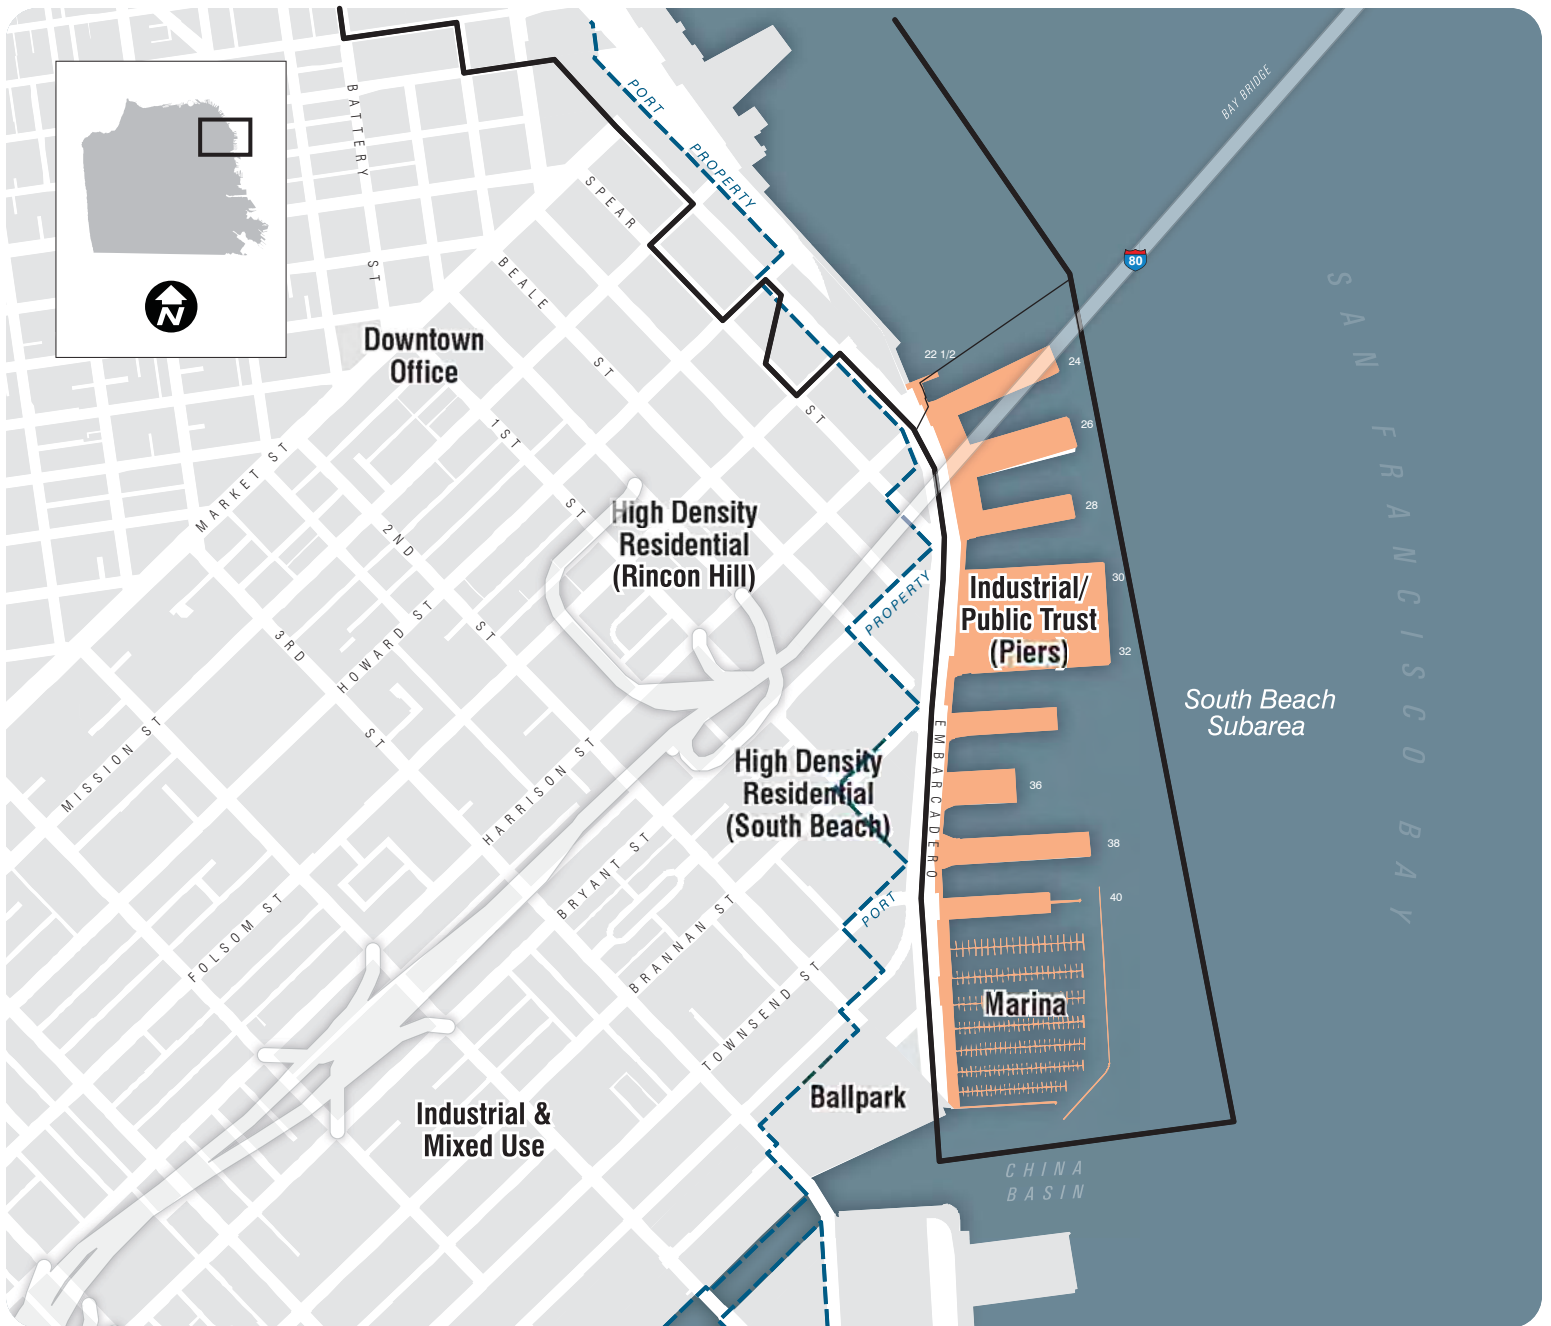 BATTERY
ST
PORT
PROPERTY
SPEAR
ST
BEALE
ST
BAY BRIDGE
80
N
Downtown
Office
22 1/2
24
26
28
30
32
36
38
40
1ST
ST
MARKET ST
2ND
ST
HOWARD ST
3RD
ST
MISSION ST
High Density
Residential
(Rincon Hill)
PROPERTY
Industrial/
Public Trust
(Piers)
South Beach
Subarea
SAN FRANCISCO BAY
HARRISON ST
High Density
Residential
(South Beach)
EMBARCADERO
BRYANT ST
FOLSOM ST
BRANNAN ST
PORT
TOWNSEND ST
Marina
Ballpark
Industrial &
Mixed Use
CHINA
BASIN